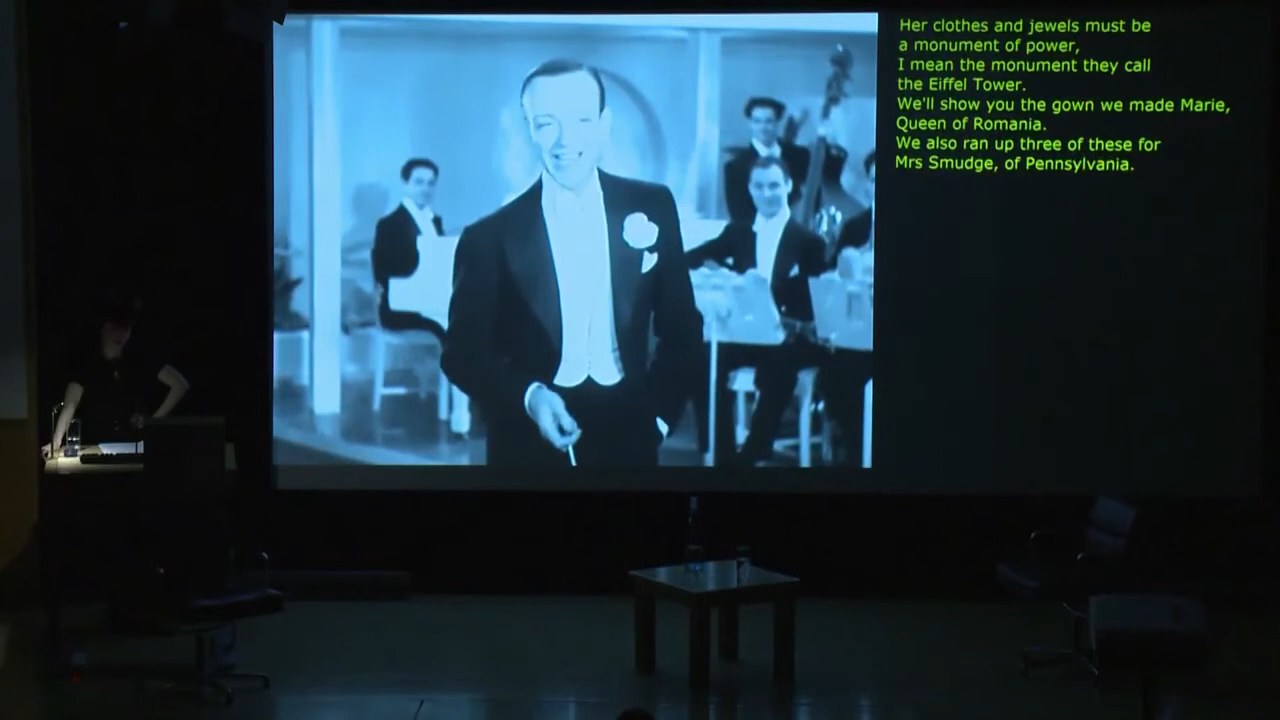 Her clothes and jewels must be
a monument of power,
I mean the monument they call
the Eiffel Tower.
We'll show you the gown we made Marie,
Queen of Romania.
We also ran up three of these for
Mrs Smudge, of Pennsylvania.